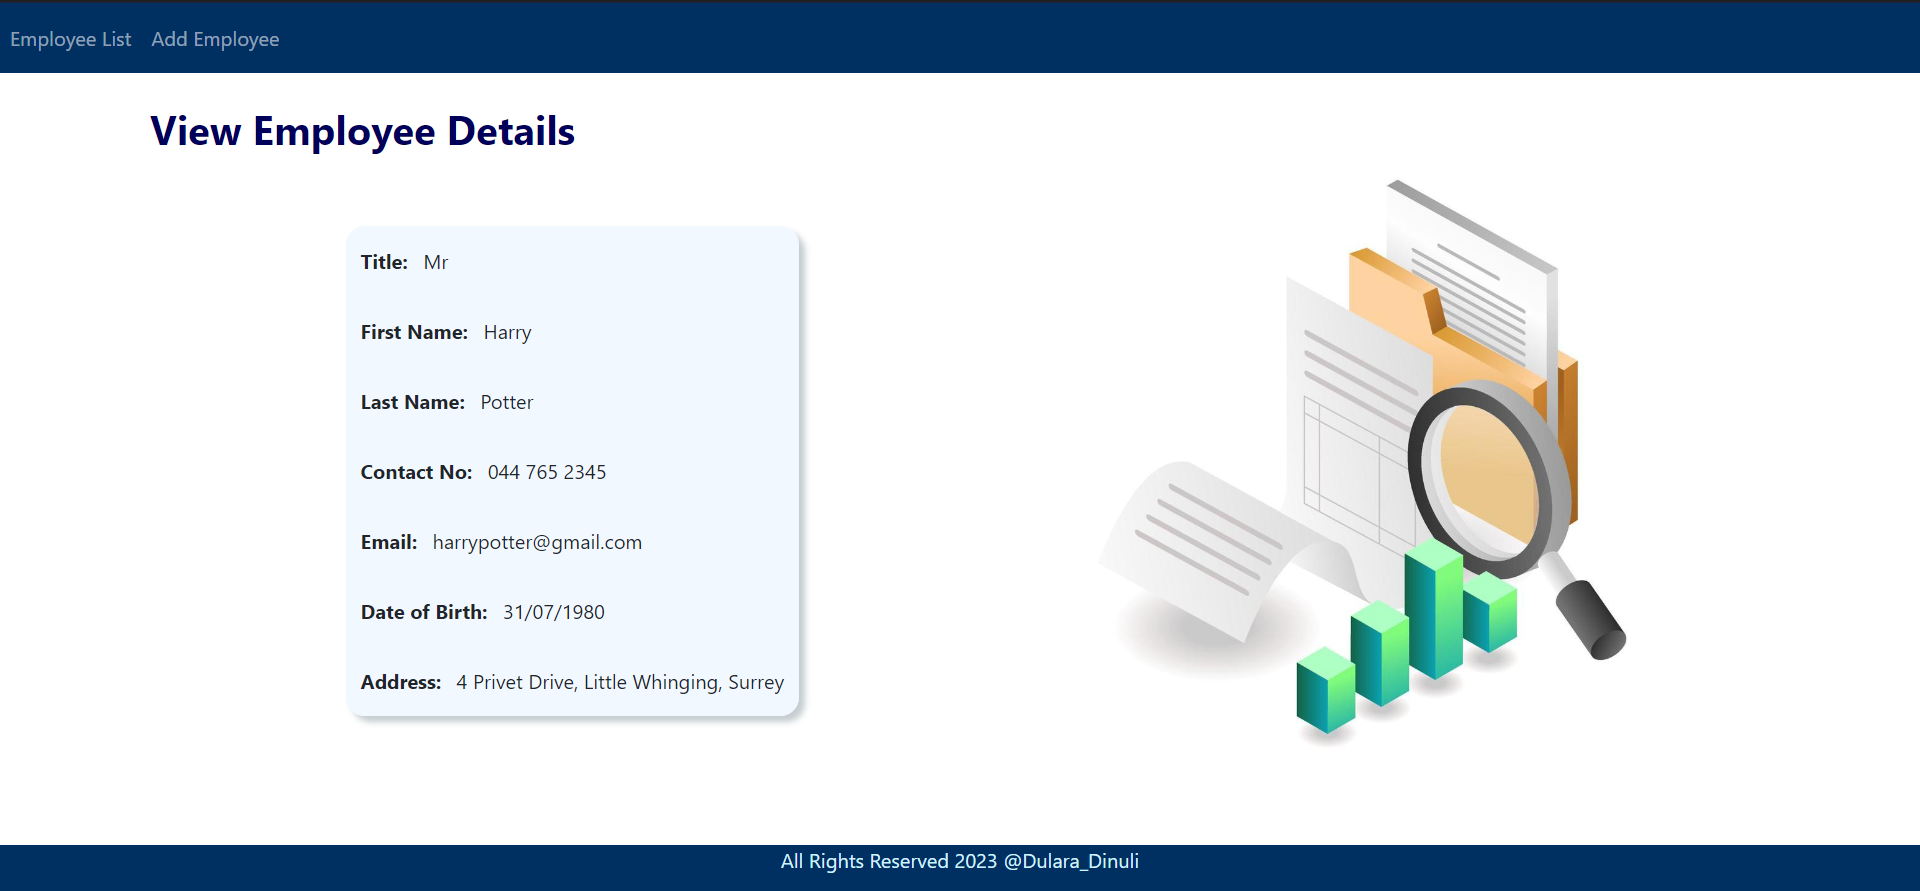 Employee List Add Employee
View Employee Details
Title: Mr
First Name: Harry
Last Name: Potter
Contact No: 044 765 2345
Email: harrypotter@gmail.com
Date of Birth: 31/07/1980
Address: 4 Privet Drive, Little Whinging, Surrey
All Rights Reserved 2023 @Dulara_Dinuli